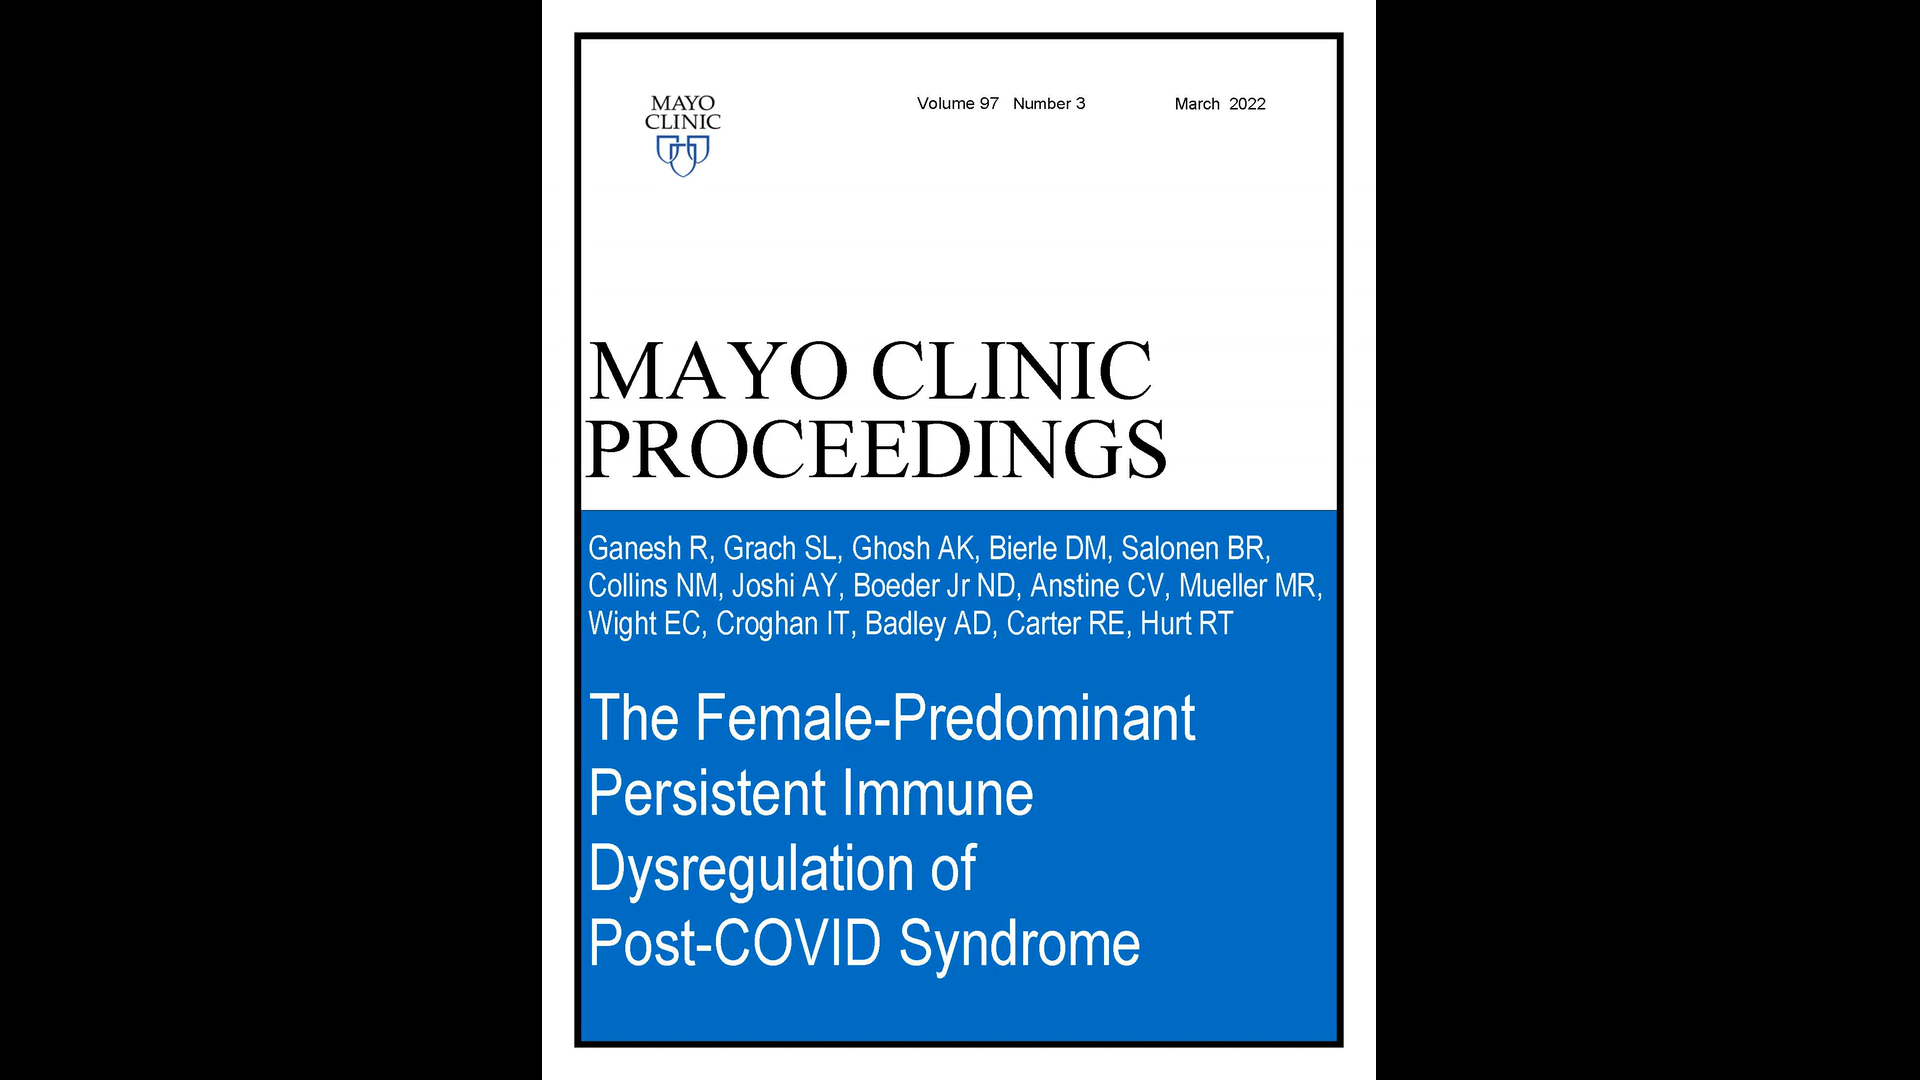 MAYO
CLINIC
Volume 97 Number 3 March 2022
MAYO CLINIC
PROCEEDINGS
Ganesh R, Grach SL, Ghosh AK, Bierle DM, Salonen BR,
Collins NM, Joshi AY, Boeder Jr ND, Anstine CV, Mueller MR,
Wight EC, Croghan IT, Badley AD, Carter RE, Hurt RT
The Female-Predominant
Persistent Immune
Dysregulation of
Post-COVID Syndrome